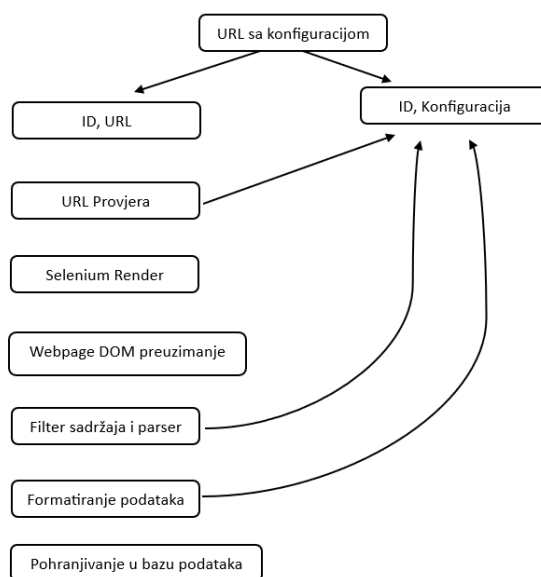 URL sa konfiguracijom
ID, URL
ID, Konfiguracija
URL Provjera
Selenium Render
Webpage DOM preuzimanje
Filter sadržaja i parser
Formatiranje podataka
Pohranjivanje u bazu podataka